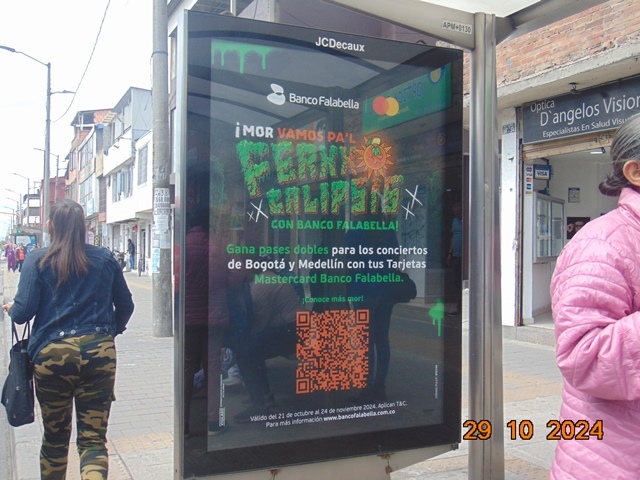 APM+0130
JCDecaux
Banco Falabella
¡MOR VAMOS PA'L
FERXXO
CALIPSIS
CON BANCO FALABELLA!
Gana pases dobles para los conciertos
de Bogotá y Medellín con tus Tarjetas
Mastercard Banco Falabella.
¡Conoce más mor!
Válido del 21 de octubre al 24 de noviembre 2024. Aplican T&C.
Para más información www.bancofalabella.com.co
Óptica
D`angelos Vision
Especialistas En Salud Visu
VISA
29 10 2024